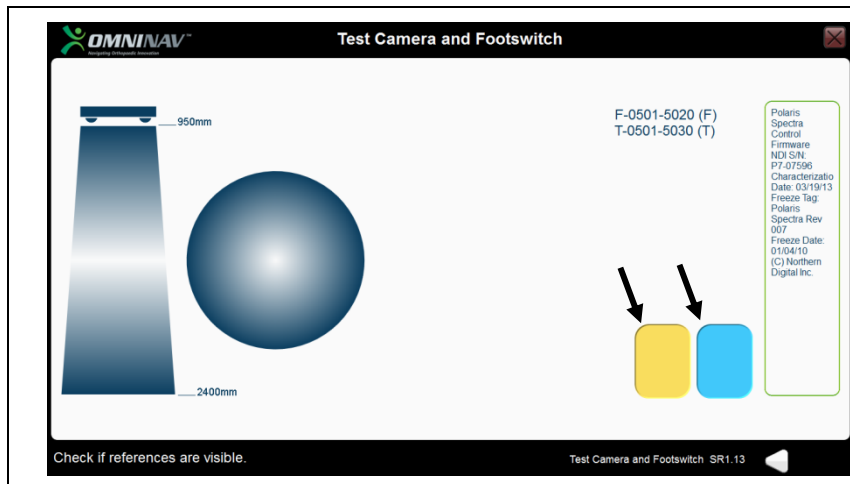 OMNINAV™
Navigating Orthopaedic Innovation
Test Camera and Footswitch
950mm
2400mm
F-0501-5020 (F)
T-0501-5030 (T)
Polaris
Spectra
Control
Firmware
NDI S/N:
P7-07596
Characterizatio
Date: 03/19/13
Freeze Tag:
Polaris
Spectra Rev
007
Freeze Date:
01/04/10
(C) Northern
Digital Inc.
Check if references are visible.
Test Camera and Footswitch SR1.13